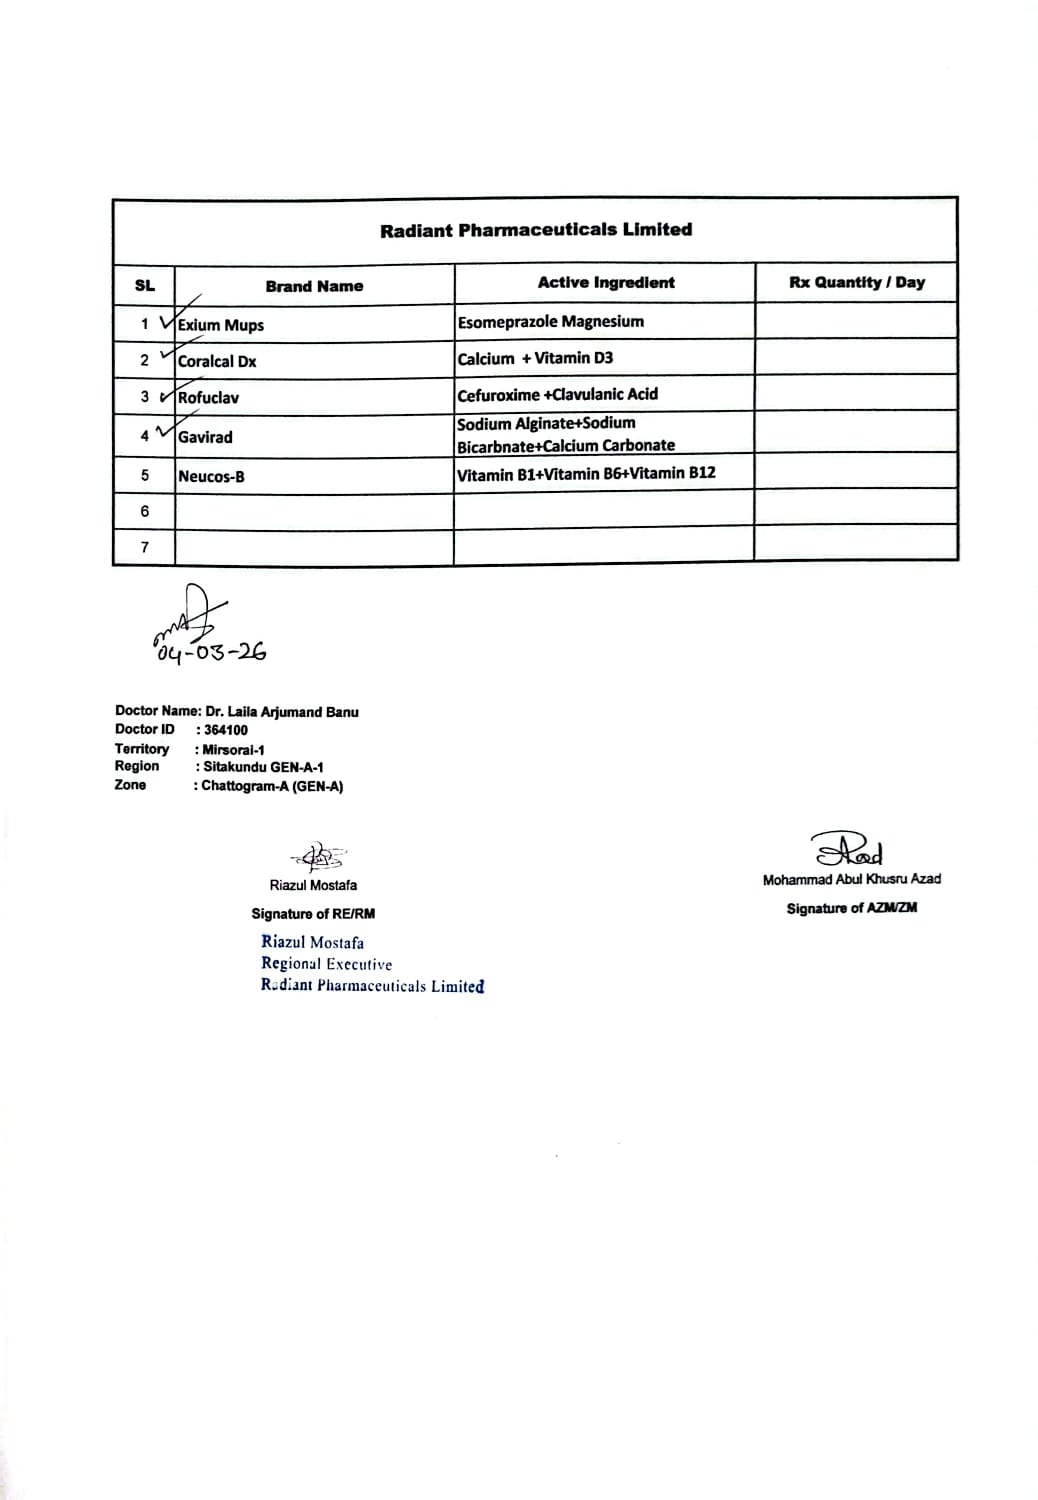 Radiant Pharmaceuticals Limited
SL Brand Name Active Ingredient Rx Quantity / Day
1 Exium Mups Esomeprazole Magnesium
2 Coralcal Dx Calcium + Vitamin D3
3 Rofuclav Cefuroxime +Clavulanic Acid
4 Gavirad Sodium Alginate+Sodium
Bicarbnate+Calcium Carbonate
5 Neucos-B Vitamin B1+Vitamin B6+Vitamin B12
6
7
04-03-26
Doctor Name: Dr. Laila Arjumand Banu
Doctor ID : 364100
Territory : Mirsorai-1
Region : Sitakundu GEN-A-1
Zone : Chattogram-A (GEN-A)
Azad
Riazul Mostafa Mohammad Abul Khusru Azad
Signature of RE/RM Signature of AZM/ZM
Riazul Mostafa
Regional Executive
Radiant Pharmaceuticals Limited